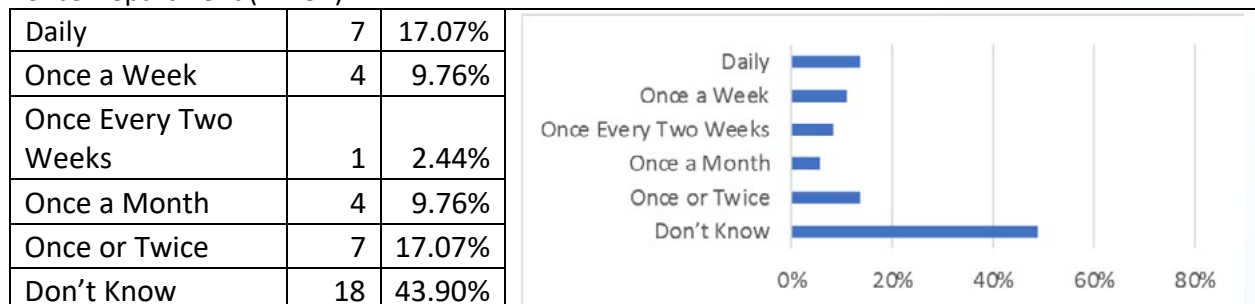 Daily 7 17.07%
Once a Week 4 9.76%
Once Every Two
Weeks 1 2.44%
Once a Month 4 9.76%
Once or Twice 7 17.07%
Don't Know 18 43.90%
Daily
Once a Week
Once Every Two Weeks
Once a Month
Once or Twice
Don't Know
0% 20% 40% 60% 80%